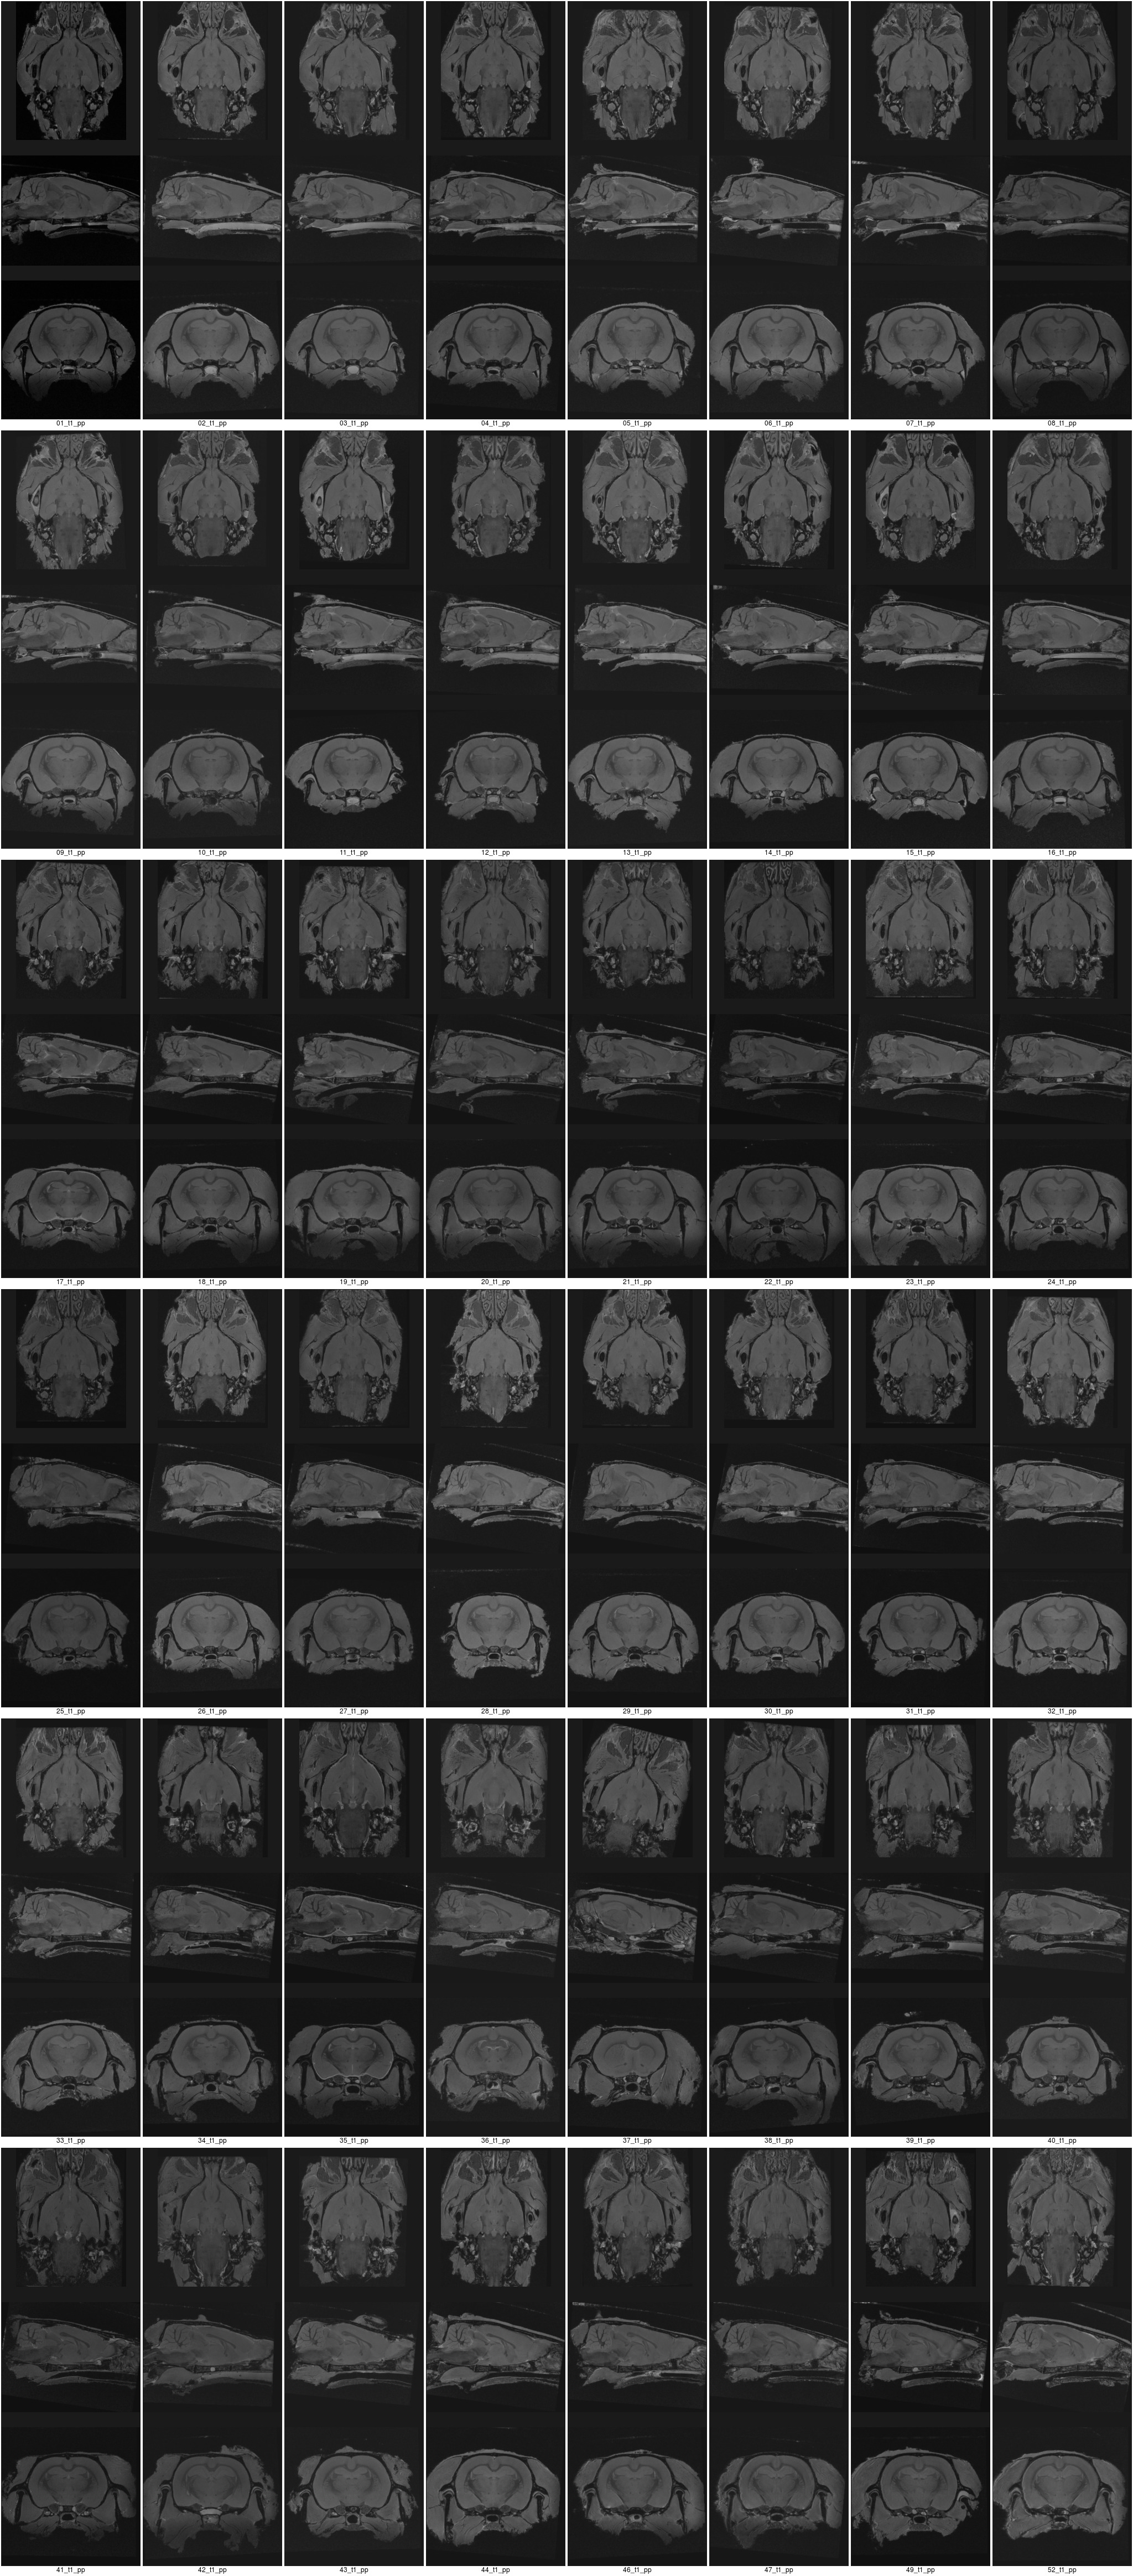 01_t1_pp 02_t1_pp 03_t1_pp 04_t1_pp 05_t1_pp 06_t1_pp 07_t1_pp 08_t1_pp
09_t1_pp 10_t1_pp 11_t1_pp 12_t1_pp 13_t1_pp 14_t1_pp 15_t1_pp 16_t1_pp
17_t1_pp 18_t1_pp 19_t1_pp 20_t1_pp 21_t1_pp 22_t1_pp 23_t1_pp 24_t1_pp
25_t1_pp 26_t1_pp 27_t1_pp 28_t1_pp 29_t1_pp 30_t1_pp 31_t1_pp 32_t1_pp
33_t1_pp 34_t1_pp 35_t1_pp 36_t1_pp 37_t1_pp 38_t1_pp 39_t1_pp 40_t1_pp
41_t1_pp 42_t1_pp 43_t1_pp 44_t1_pp 46_t1_pp 47_t1_pp 49_t1_pp 52_t1_pp